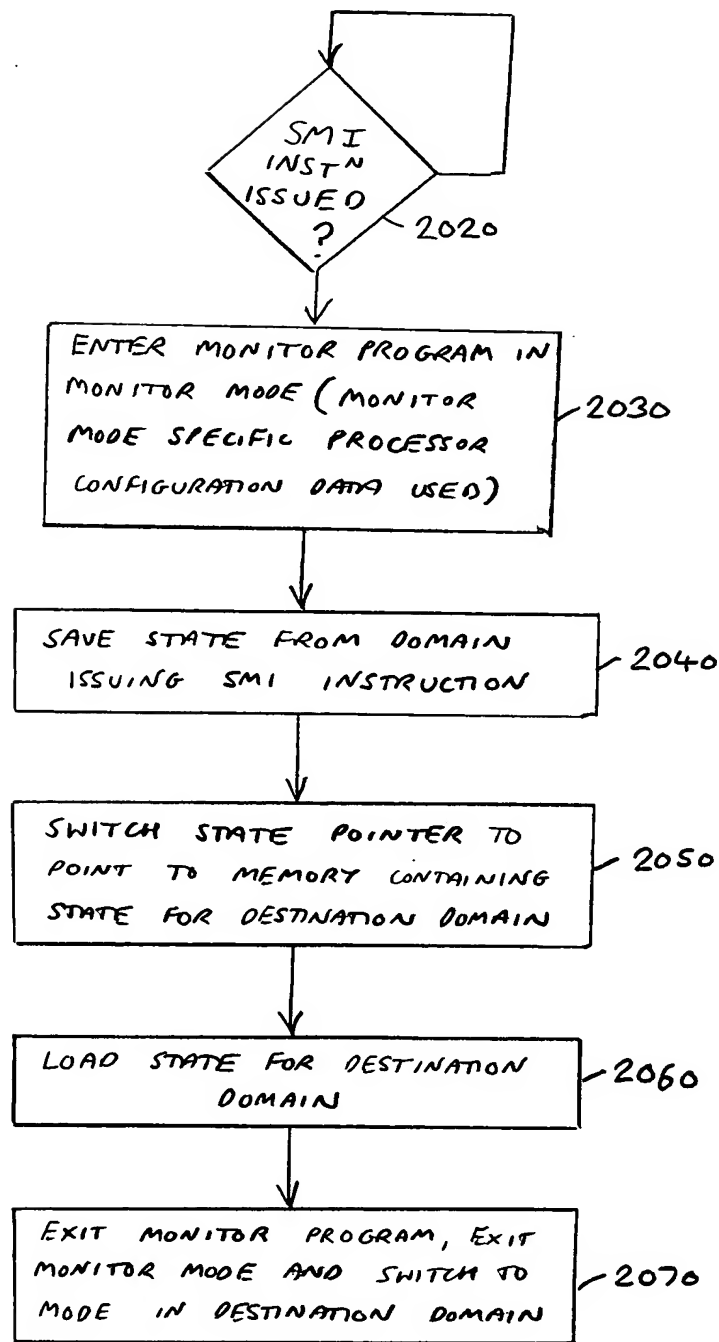 SMI
INSTN
ISSUED
?
2020
ENTER MONITOR PROGRAM IN
MONITOR MODE (MONITOR
MODE SPECIFIC PROCESSOR
CONFIGURATION DATA USED)
2030
SAVE STATE FROM DOMAIN
ISSUING SMI INSTRUCTION
2040
SWITCH STATE POINTER TO
POINT TO MEMORY CONTAINING
STATE FOR DESTINATION DOMAIN
2050
LOAD STATE FOR DESTINATION
DOMAIN
2060
EXIT MONITOR PROGRAM, EXIT
MONITOR MODE AND SWITCH TO
MODE IN DESTINATION DOMAIN
2070